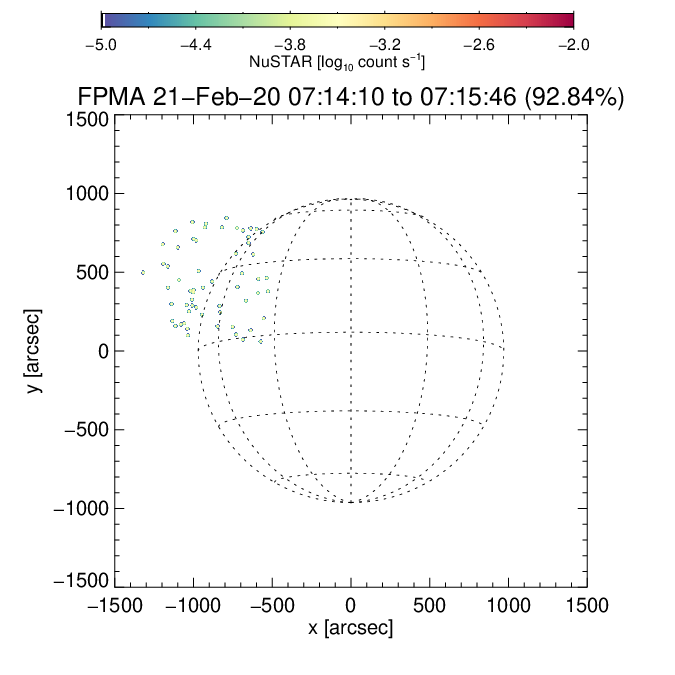 −5.0 −4.4 −3.8 −3.2 −2.6 −2.0
NuSTAR [log₁₀ count s⁻¹]
FPMA 21−Feb−20 07:14:10 to 07:15:46 (92.84%)
1500
1000
500
0
−500
−1000
−1500
y [arcsec]
−1500 −1000 −500 0 500 1000 1500
x [arcsec]